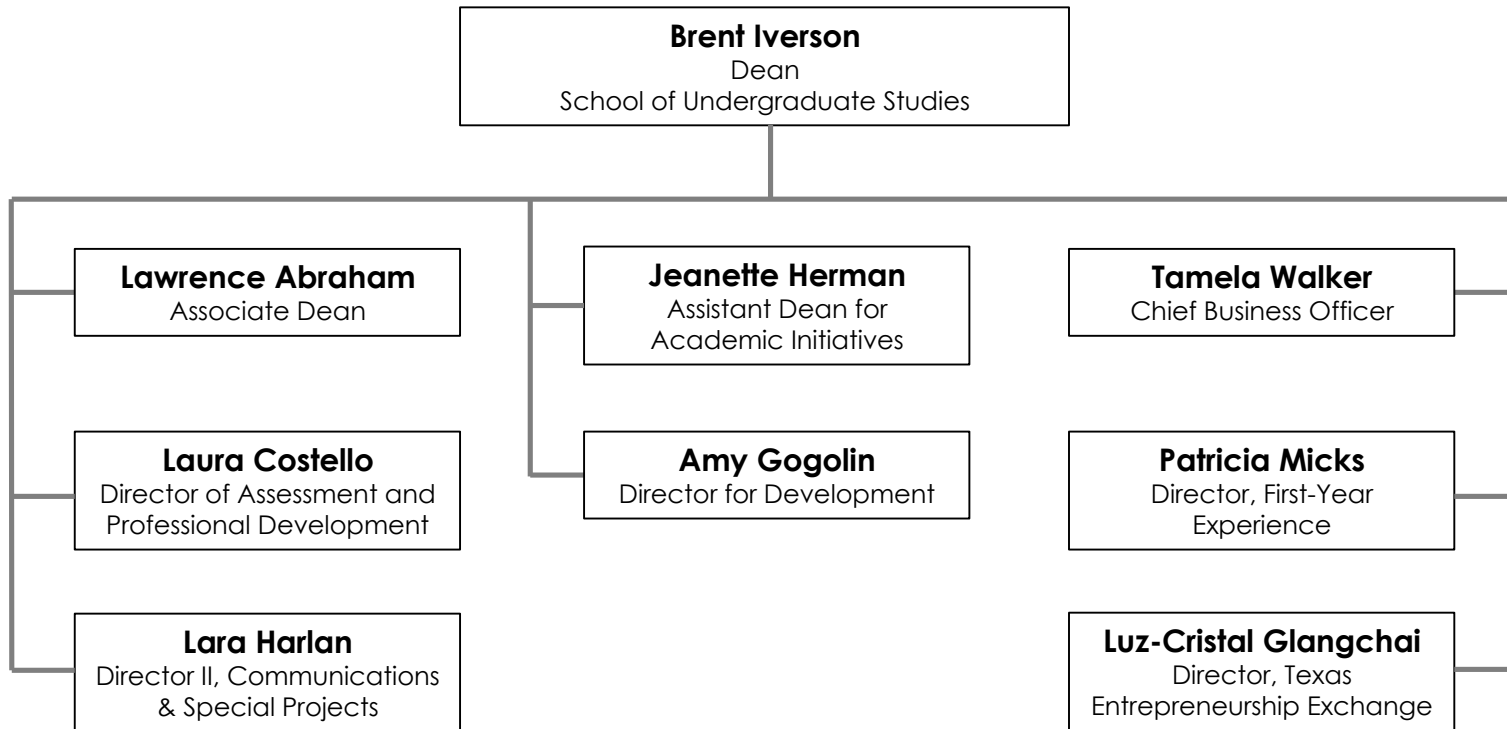 Brent Iverson
Dean
School of Undergraduate Studies
Lawrence Abraham
Associate Dean
Jeanette Herman
Assistant Dean for
Academic Initiatives
Tamela Walker
Chief Business Officer
Laura Costello
Director of Assessment and
Professional Development
Amy Gogolin
Director for Development
Patricia Micks
Director, First-Year
Experience
Lara Harlan
Director II, Communications
& Special Projects
Luz-Cristal Glangchai
Director, Texas
Entrepreneurship Exchange